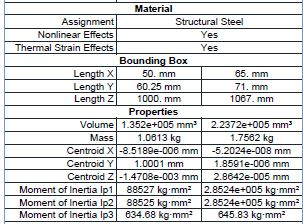 Material
Assignment Structural Steel
Nonlinear Effects Yes
Thermal Strain Effects Yes
Bounding Box
Length X 50. mm 65. mm
Length Y 60.25 mm 71. mm
Length Z 1000. mm 1067. mm
Properties
Volume 1.352e+005 mm³ 2.2372e+005 mm³
Mass 1.0613 kg 1.7562 kg
Centroid X -8.5189e-006 mm -5.2024e-008 mm
Centroid Y 1.0001 mm 1.8591e-006 mm
Centroid Z -1.4708e-003 mm 2.8642e-005 mm
Moment of Inertia Ip1 88527 kg·mm² 2.8524e+005 kg·mm²
Moment of Inertia Ip2 88525 kg·mm² 2.8524e+005 kg·mm²
Moment of Inertia Ip3 634.68 kg·mm² 645.83 kg·mm²